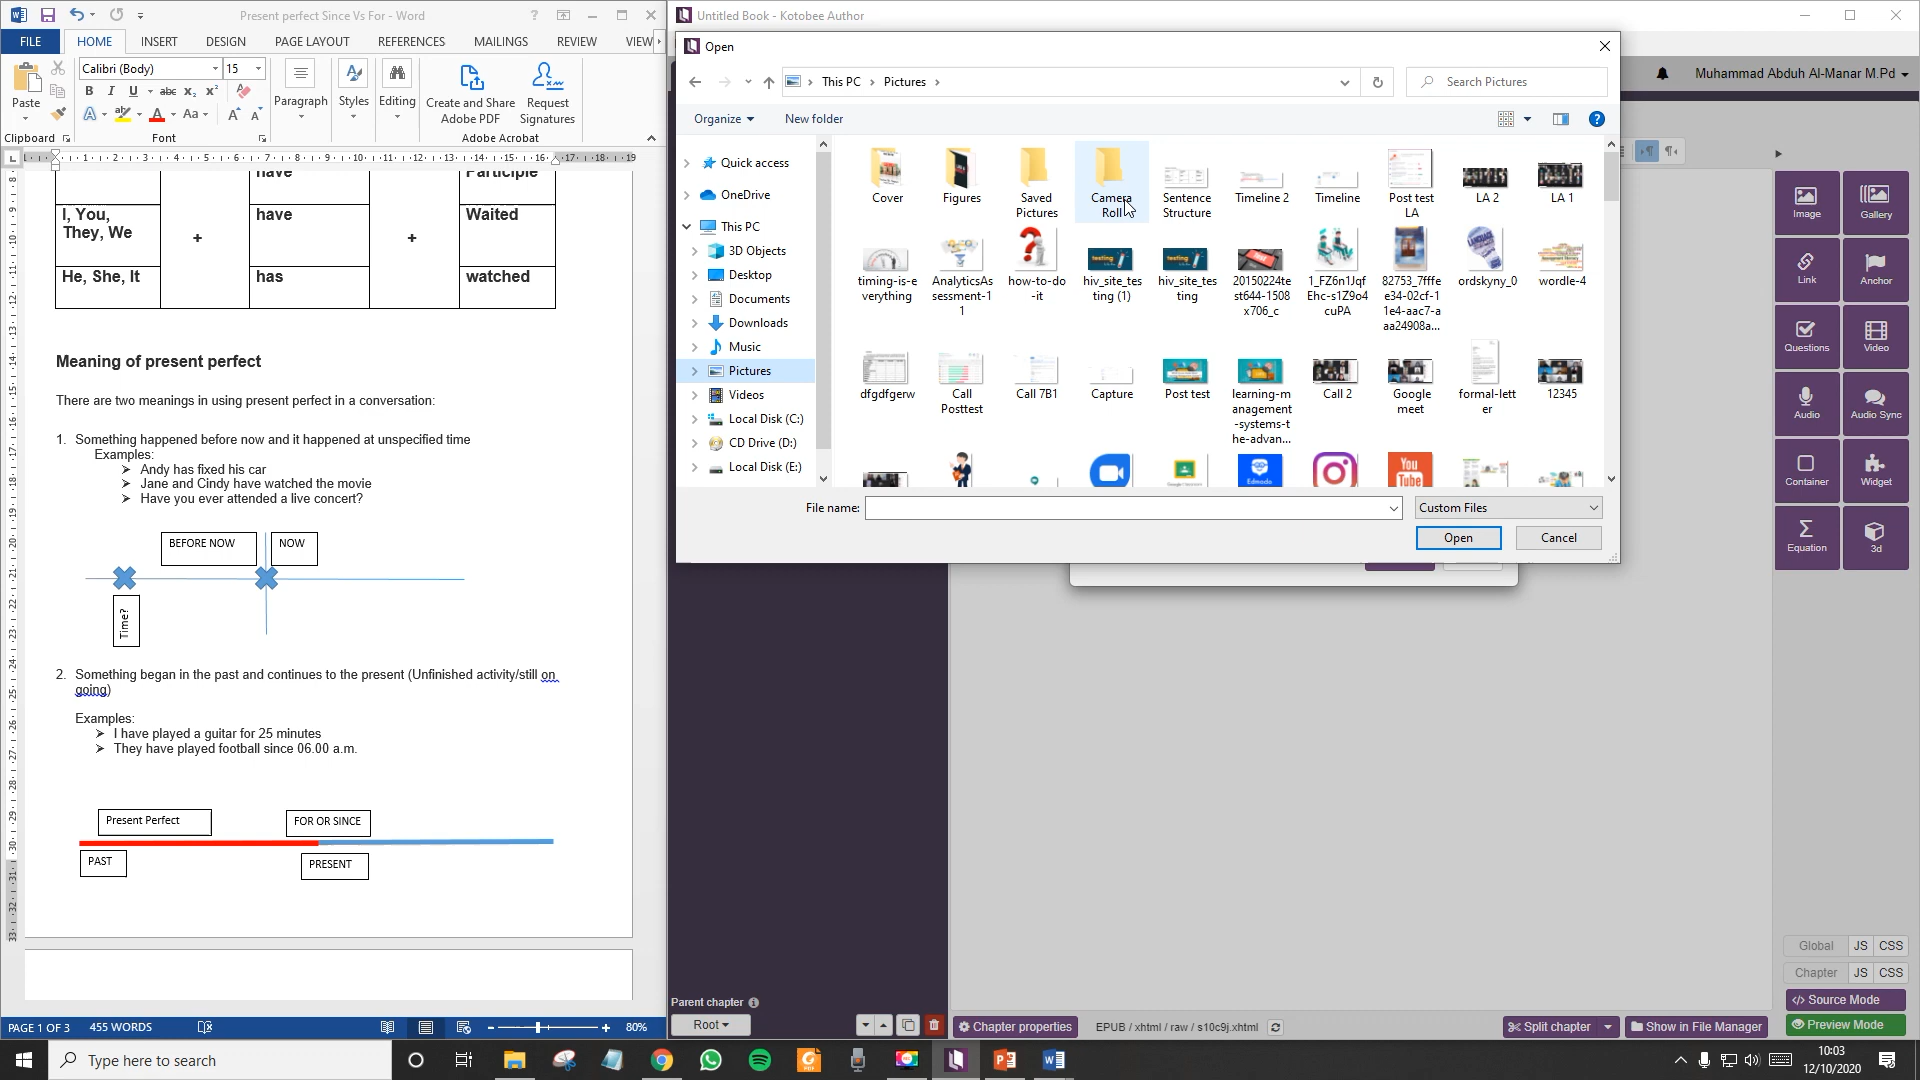 Present perfect Since Vs For - Word
FILE HOME INSERT DESIGN PAGE LAYOUT REFERENCES MAILINGS REVIEW VIEW
Calibri (Body) 15
Paste
Paragraph Styles Editing Create and Share Adobe PDF Request Signatures
Clipboard Font Adobe Acrobat
have Participle
I, You, They, We + have + Waited
He, She, It has watched
Meaning of present perfect
There are two meanings in using present perfect in a conversation:
1. Something happened before now and it happened at unspecified time
Examples:
➢ Andy has fixed his car
➢ Jane and Cindy have watched the movie
➢ Have you ever attended a live concert?
BEFORE NOW NOW
Time?
2. Something began in the past and continues to the present (Unfinished activity/still on
going)
Examples:
➢ I have played a guitar for 25 minutes
➢ They have played football since 06.00 a.m.
Present Perfect FOR OR SINCE
PAST PRESENT
PAGE 1 OF 3 455 WORDS 80%
Untitled Book - Kotobee Author
Open
This PC Pictures Search Pictures
Organize New folder
Quick access
OneDrive
This PC
3D Objects
Desktop
Documents
Downloads
Music
Pictures
Videos
Local Disk (C:)
CD Drive (D:)
Local Disk (E:)
Cover Figures Saved Pictures Camera Roll Sentence Structure Timeline 2 Timeline Post test LA LA 2 LA 1
timing-is-everything AnalyticsAssessment-11 how-to-do-it hiv_site_testing (1) hiv_site_testing 20150224test644-1508x706_c 1_FZ6n1JqfEhc-s1Z9o4cuPA 82753_7fffee34-02cf-11e4-aac7-aaa24908a... ordskyny_0 wordle-4
dfgdfgerw Call Posttest Call 7B1 Capture Post test learning-management-systems-the-advan... Call 2 Google meet formal-letter 12345
Edmodo You Tube
File name: Custom Files
Open Cancel
Muhammad Abduh Al-Manar M.Pd
Image Gallery
Link Anchor
Questions Video
Audio Audio Sync
Container Widget
Equation 3d
Global JS CSS
Chapter JS CSS
Source Mode
Preview Mode
Parent chapter
Root
Chapter properties EPUB / xhtml / raw / s10c9j.xhtml Split chapter Show in File Manager
Type here to search
10:03
12/10/2020